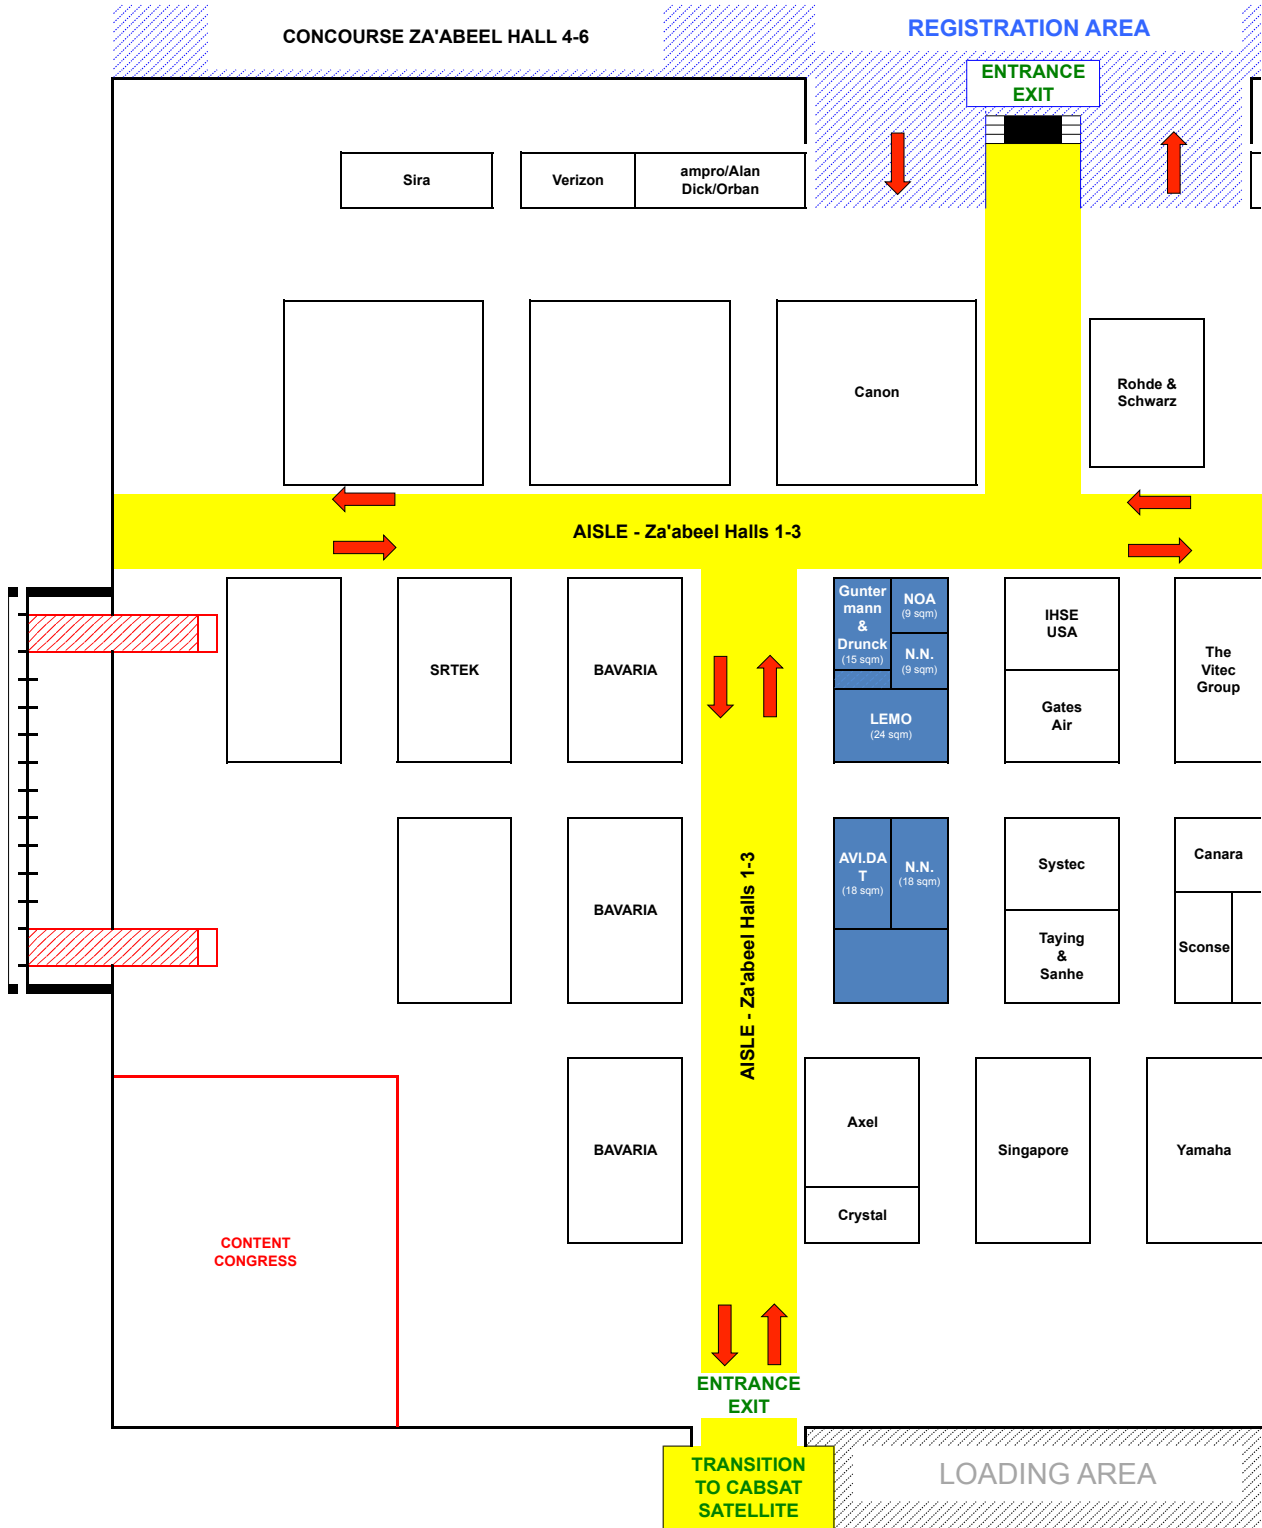 CONCOURSE ZA'ABEEL HALL 4-6
REGISTRATION AREA
ENTRANCE
EXIT
Sira
Verizon
ampro/Alan
Dick/Orban
Canon
Rohde &
Schwarz
AISLE - Za'abeel Halls 1-3
SRTEK
BAVARIA
Gunter
mann
&
Drunck
(15 sqm)
NOA
(9 sqm)
N.N.
(9 sqm)
LEMO
(24 sqm)
IHSE
USA
Gates
Air
The
Vitec
Group
BAVARIA
AISLE - Za'abeel Halls 1-3
AVI.DA
T
(18 sqm)
N.N.
(18 sqm)
Systec
Taying
&
Sanhe
Canara
Sconse
BAVARIA
Axel
Crystal
Singapore
Yamaha
CONTENT
CONGRESS
ENTRANCE
EXIT
TRANSITION
TO CABSAT
SATELLITE
LOADING AREA